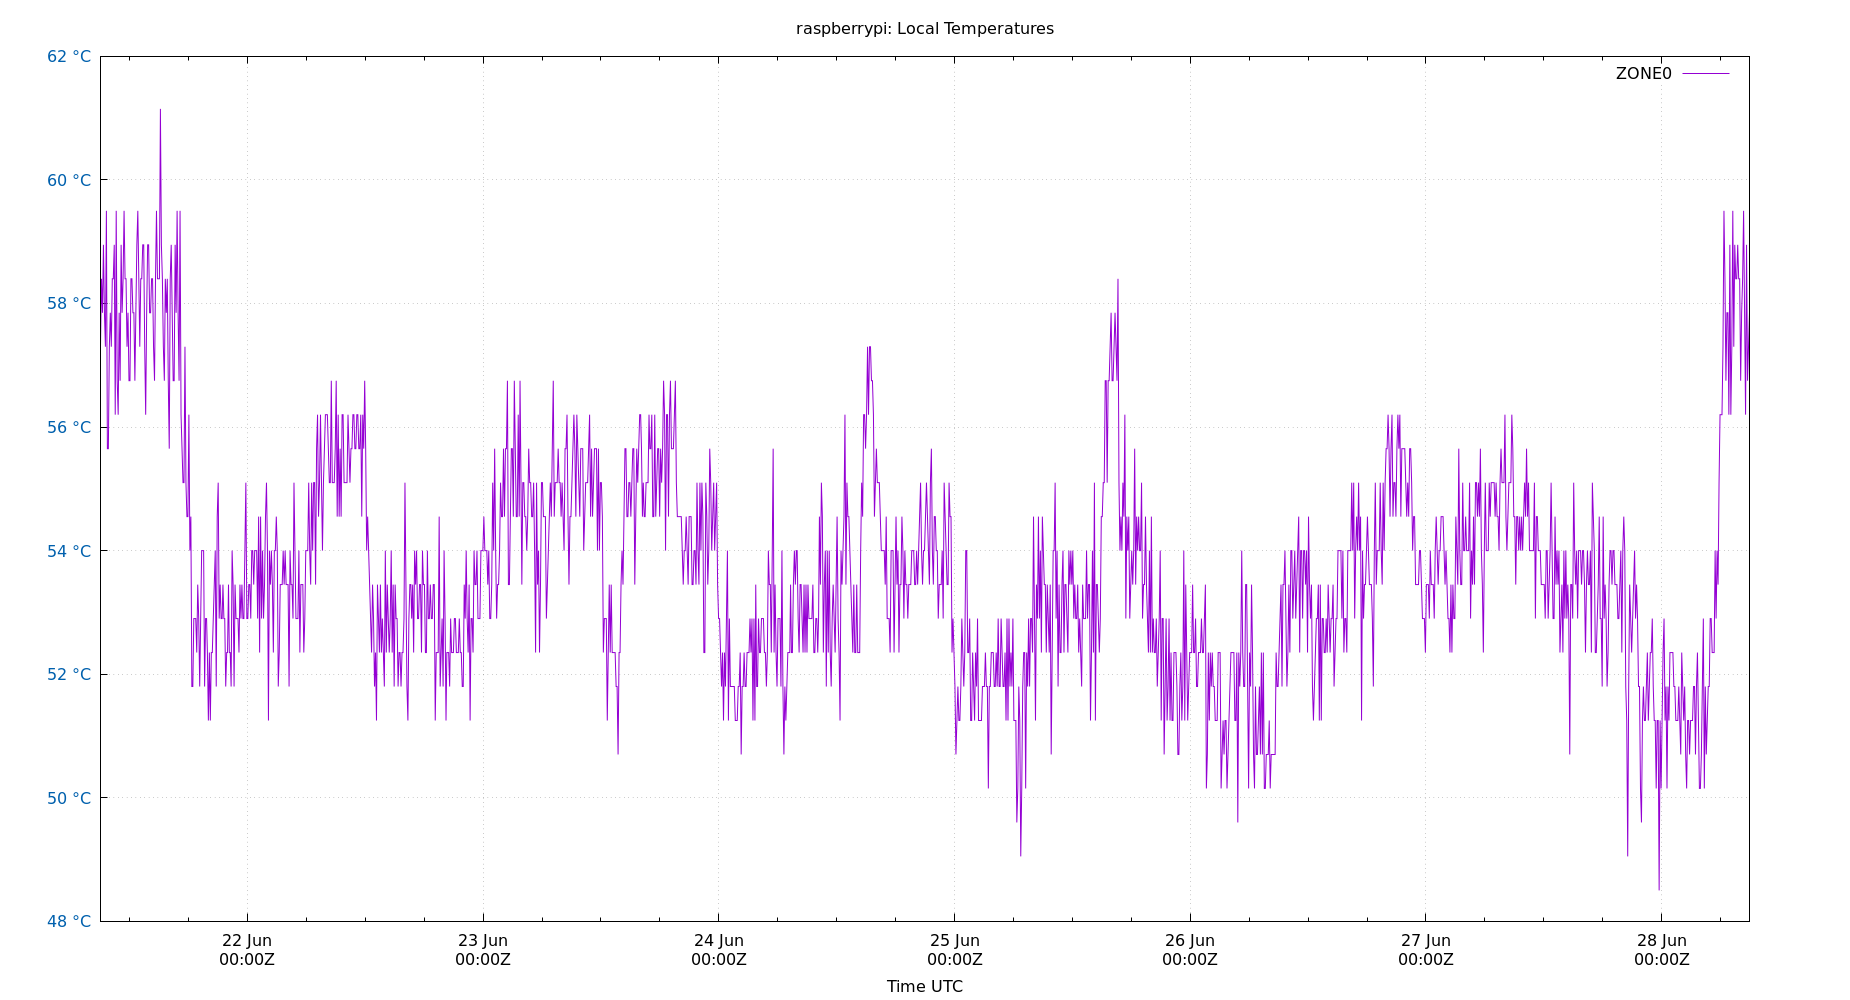 raspberrypi: Local Temperatures
62 °C
ZONE0
60 °C
58 °C
56 °C
54 °C
52 °C
50 °C
48 °C
22 Jun 23 Jun 24 Jun 25 Jun 26 Jun 27 Jun 28 Jun
00:00Z 00:00Z 00:00Z 00:00Z 00:00Z 00:00Z 00:00Z
Time UTC